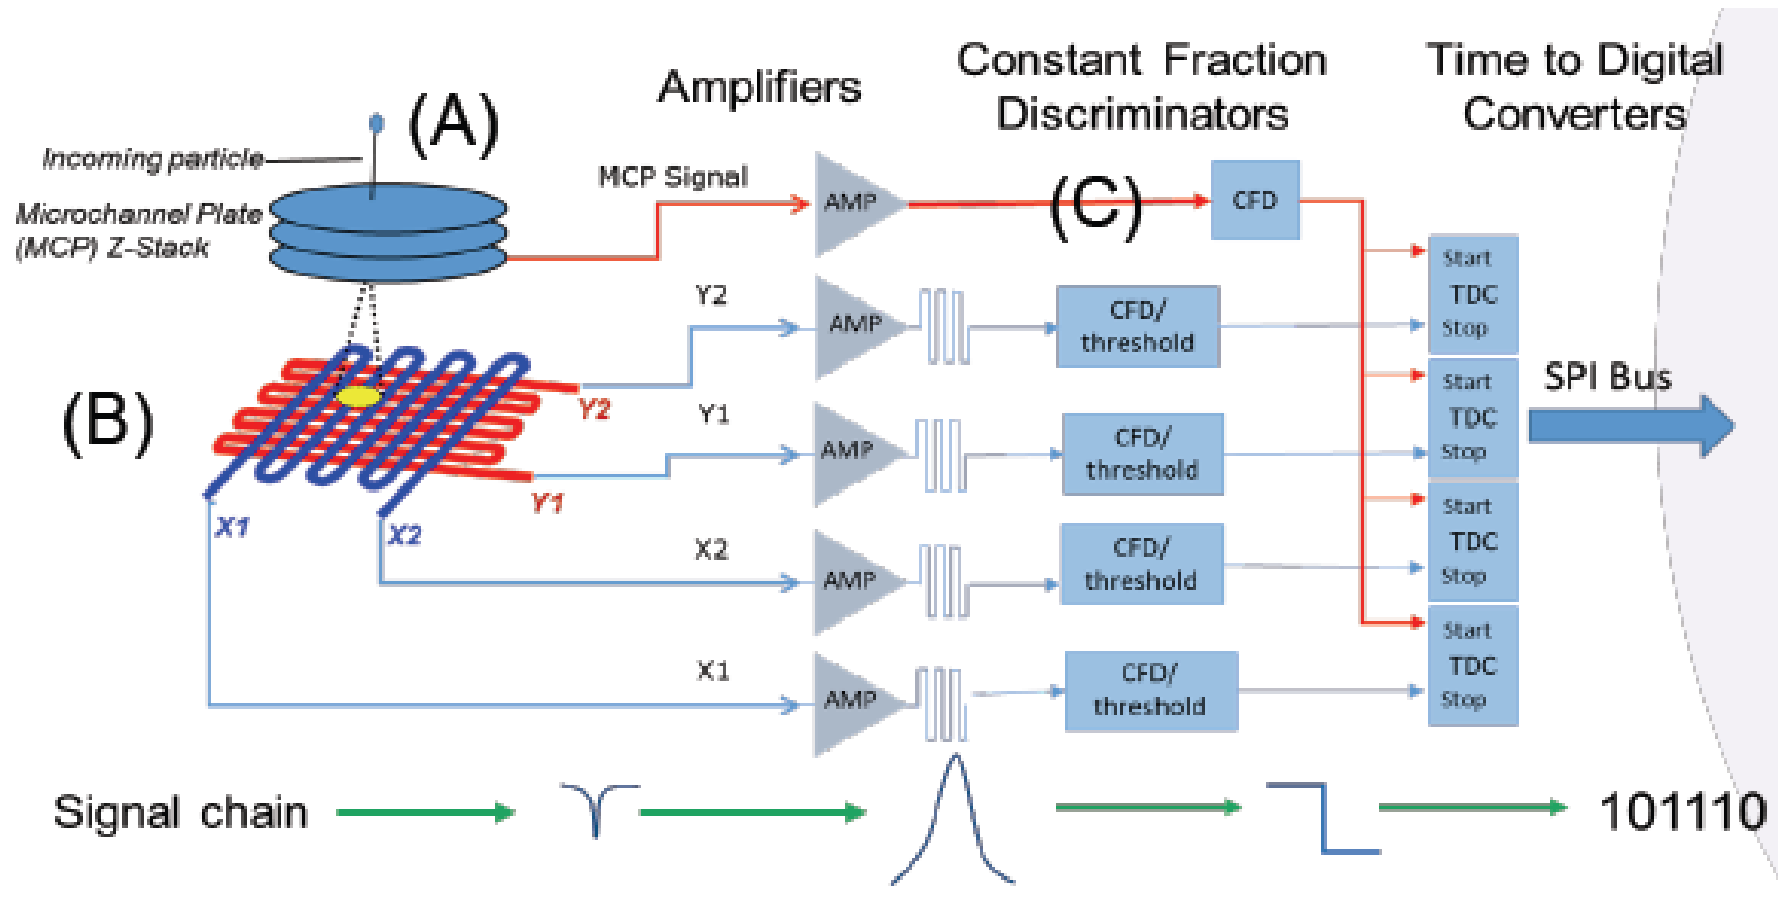 Amplifiers
Constant Fraction
Discriminators
Time to Digital
Converters
(A)
Incoming particle
Microchannel Plate
(MCP) Z-Stack
MCP Signal
AMP
(C)
CFD
Start
TDC
Stop
Y2
AMP
CFD/
threshold
(B)
Y2
Y1
Y1
AMP
CFD/
threshold
Start
TDC
Stop
SPI Bus
X1
X2
X2
AMP
CFD/
threshold
Start
TDC
Stop
X1
AMP
CFD/
threshold
Start
TDC
Stop
Signal chain
101110